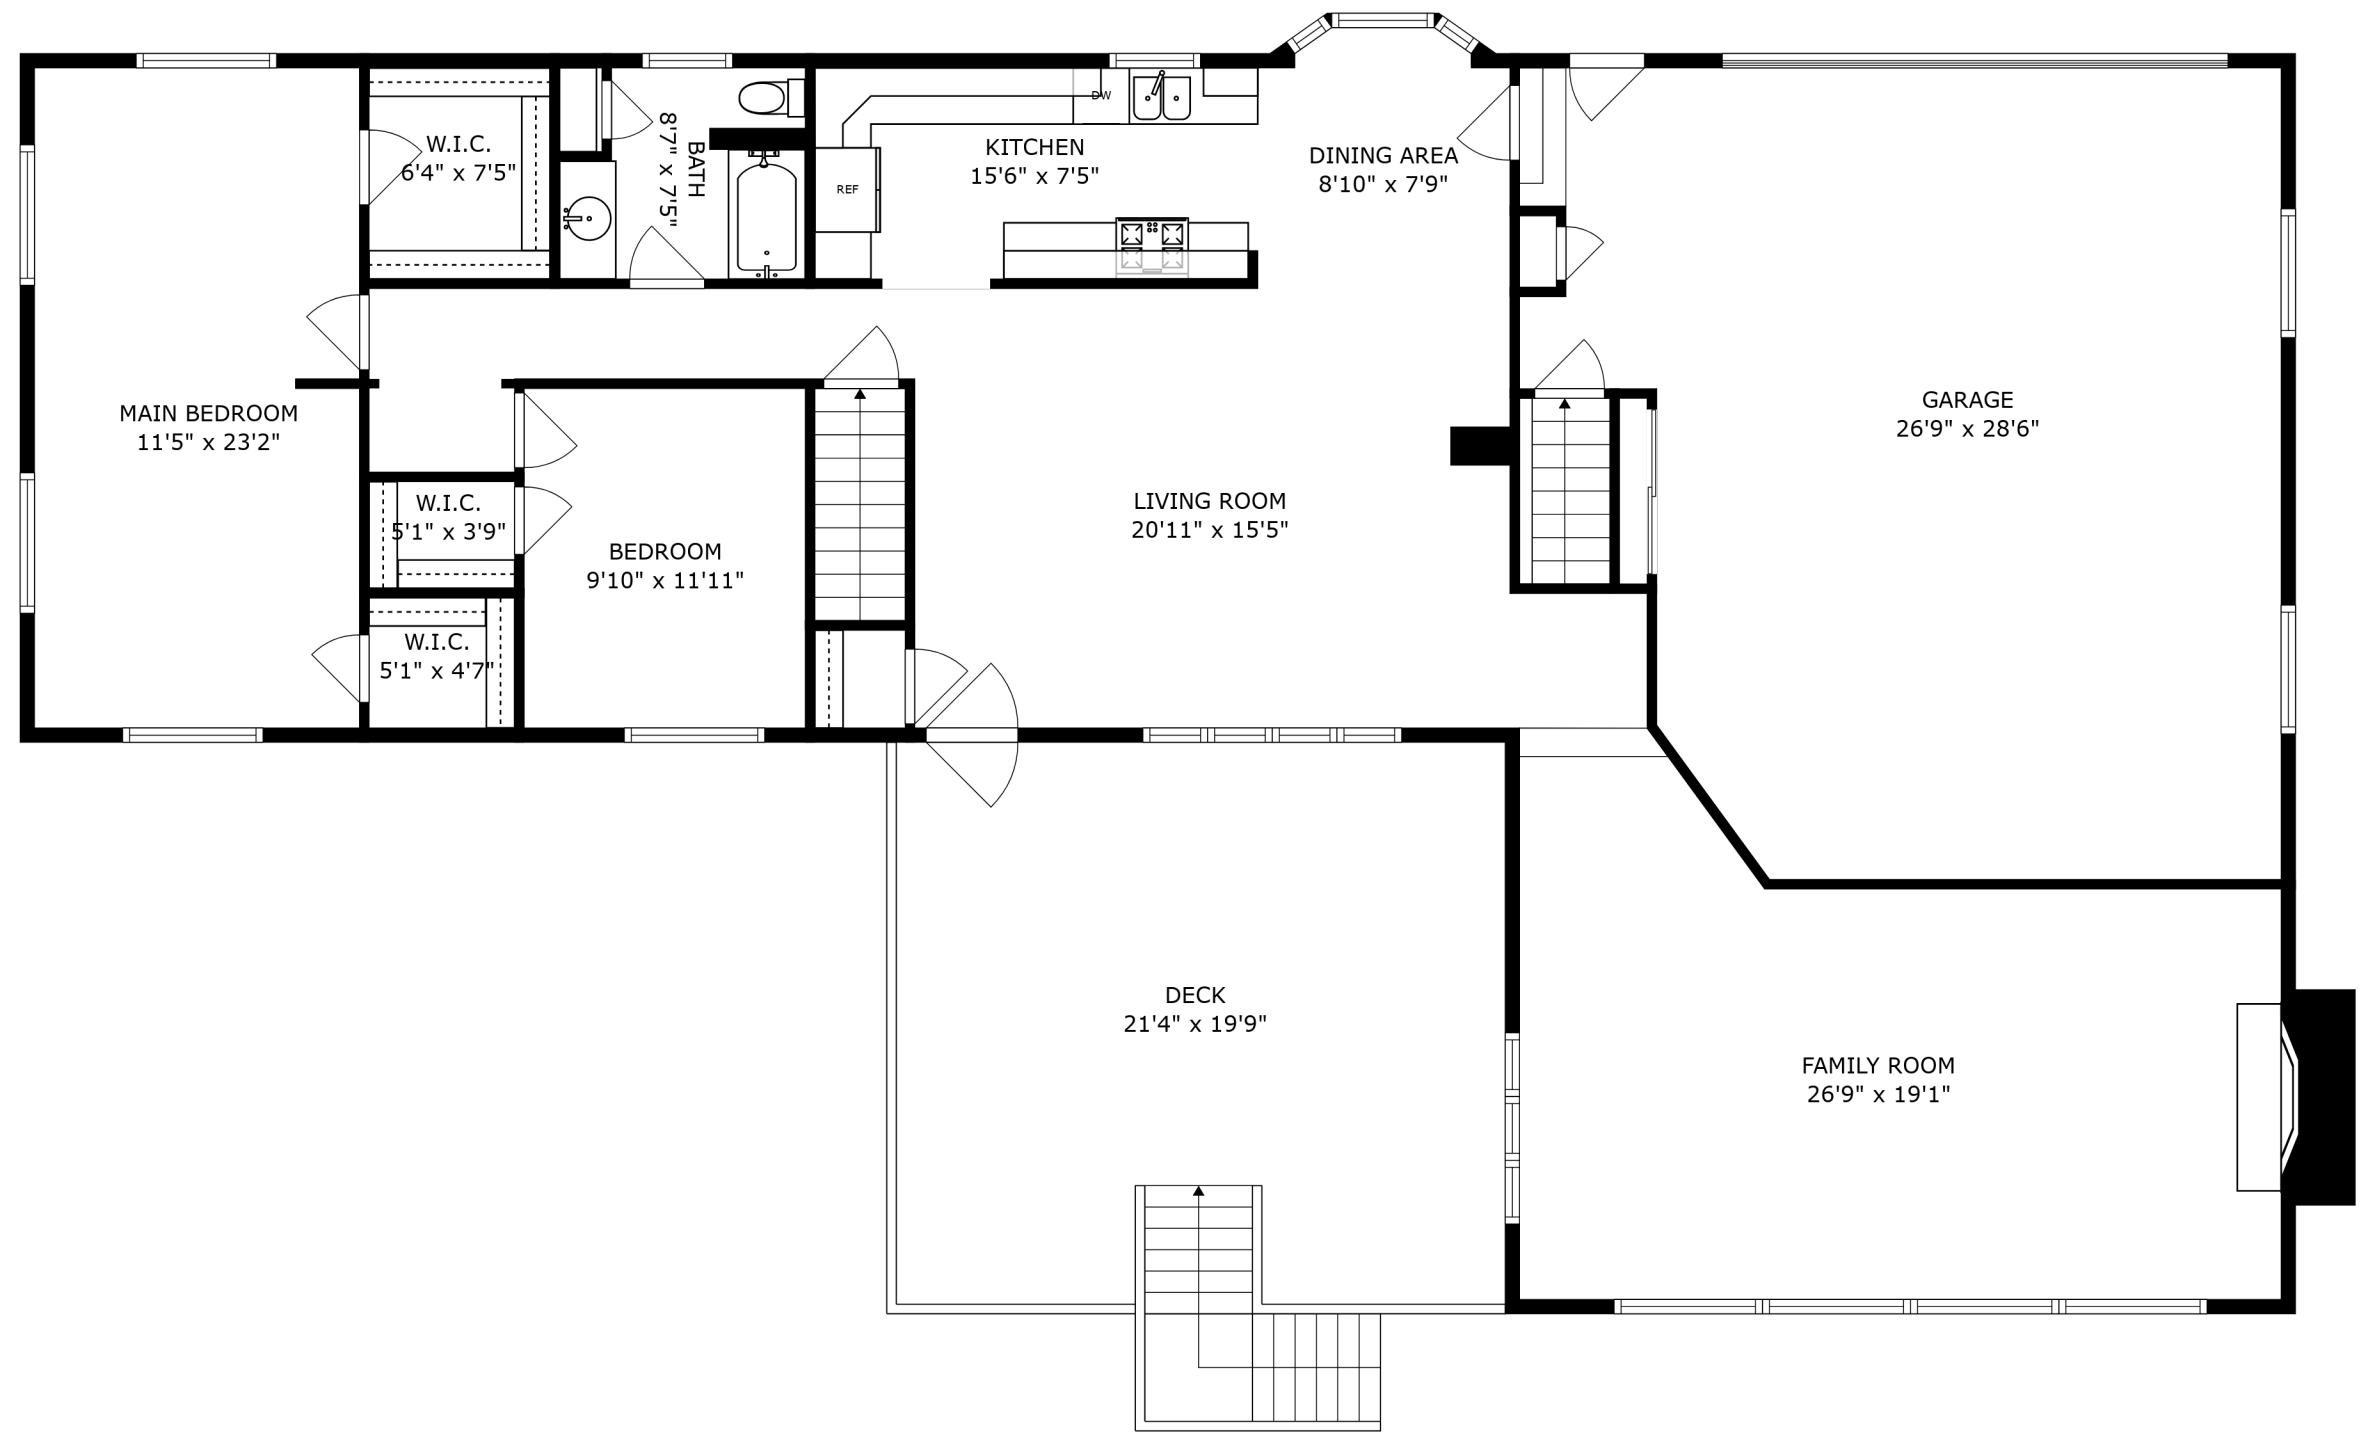 W.I.C.
6'4" x 7'5"
BATH
8'7" x 7'5"
KITCHEN
15'6" x 7'5"
DW
REF
DINING AREA
8'10" x 7'9"
MAIN BEDROOM
11'5" x 23'2"
GARAGE
26'9" x 28'6"
W.I.C.
5'1" x 3'9"
LIVING ROOM
20'11" x 15'5"
BEDROOM
9'10" x 11'11"
W.I.C.
5'1" x 4'7"
DECK
21'4" x 19'9"
FAMILY ROOM
26'9" x 19'1"